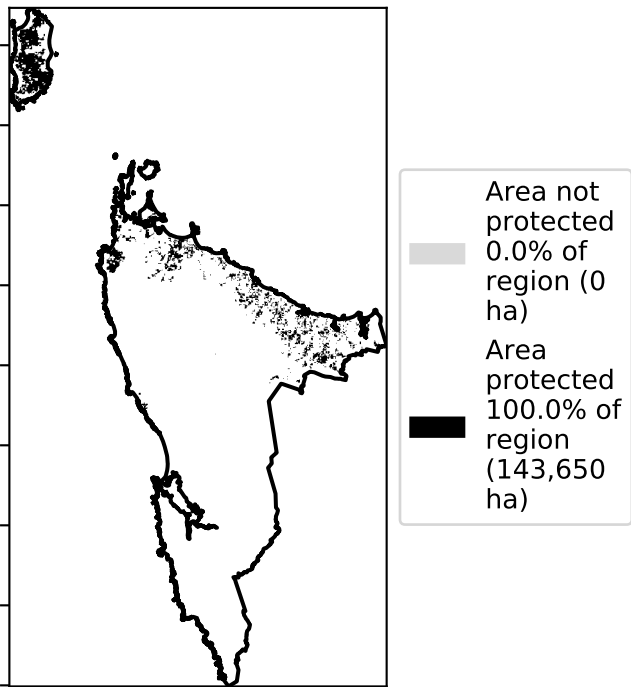 Area not
protected
0.0% of
region (0
ha)
Area
protected
100.0% of
region
(143,650
ha)